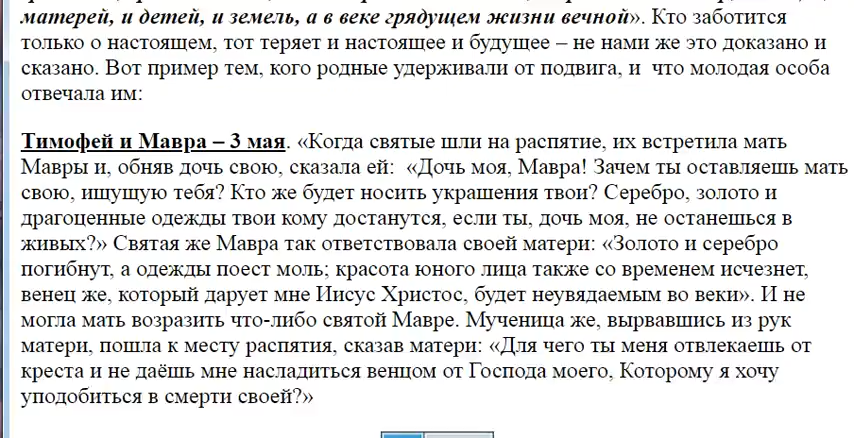 матерей, и детей, и земель, а в веке грядущем жизни вечной». Кто заботится
только о настоящем, тот теряет и настоящее и будущее – не нами же это доказано и
сказано. Вот пример тем, кого родные удерживали от подвига, и что молодая особа
отвечала им:
Тимофей и Мавра – 3 мая. «Когда святые шли на распятие, их встретила мать
Мавры и, обняв дочь свою, сказала ей: «Дочь моя, Мавра! Зачем ты оставляешь мать
свою, ищущую тебя? Кто же будет носить украшения твои? Серебро, золото и
драгоценные одежды твои кому достанутся, если ты, дочь моя, не останешься в
живых?» Святая же Мавра так ответствовала своей матери: «Золото и серебро
погибнут, а одежды поест моль; красота юного лица также со временем исчезнет,
венец же, который дарует мне Иисус Христос, будет неувядаемым во веки». И не
могла мать возразить что-либо святой Мавре. Мученица же, вырвавшись из рук
матери, пошла к месту распятия, сказав матери: «Для чего ты меня отвлекаешь от
креста и не даёшь мне насладиться венцом от Господа моего, Которому я хочу
уподобиться в смерти своей?»